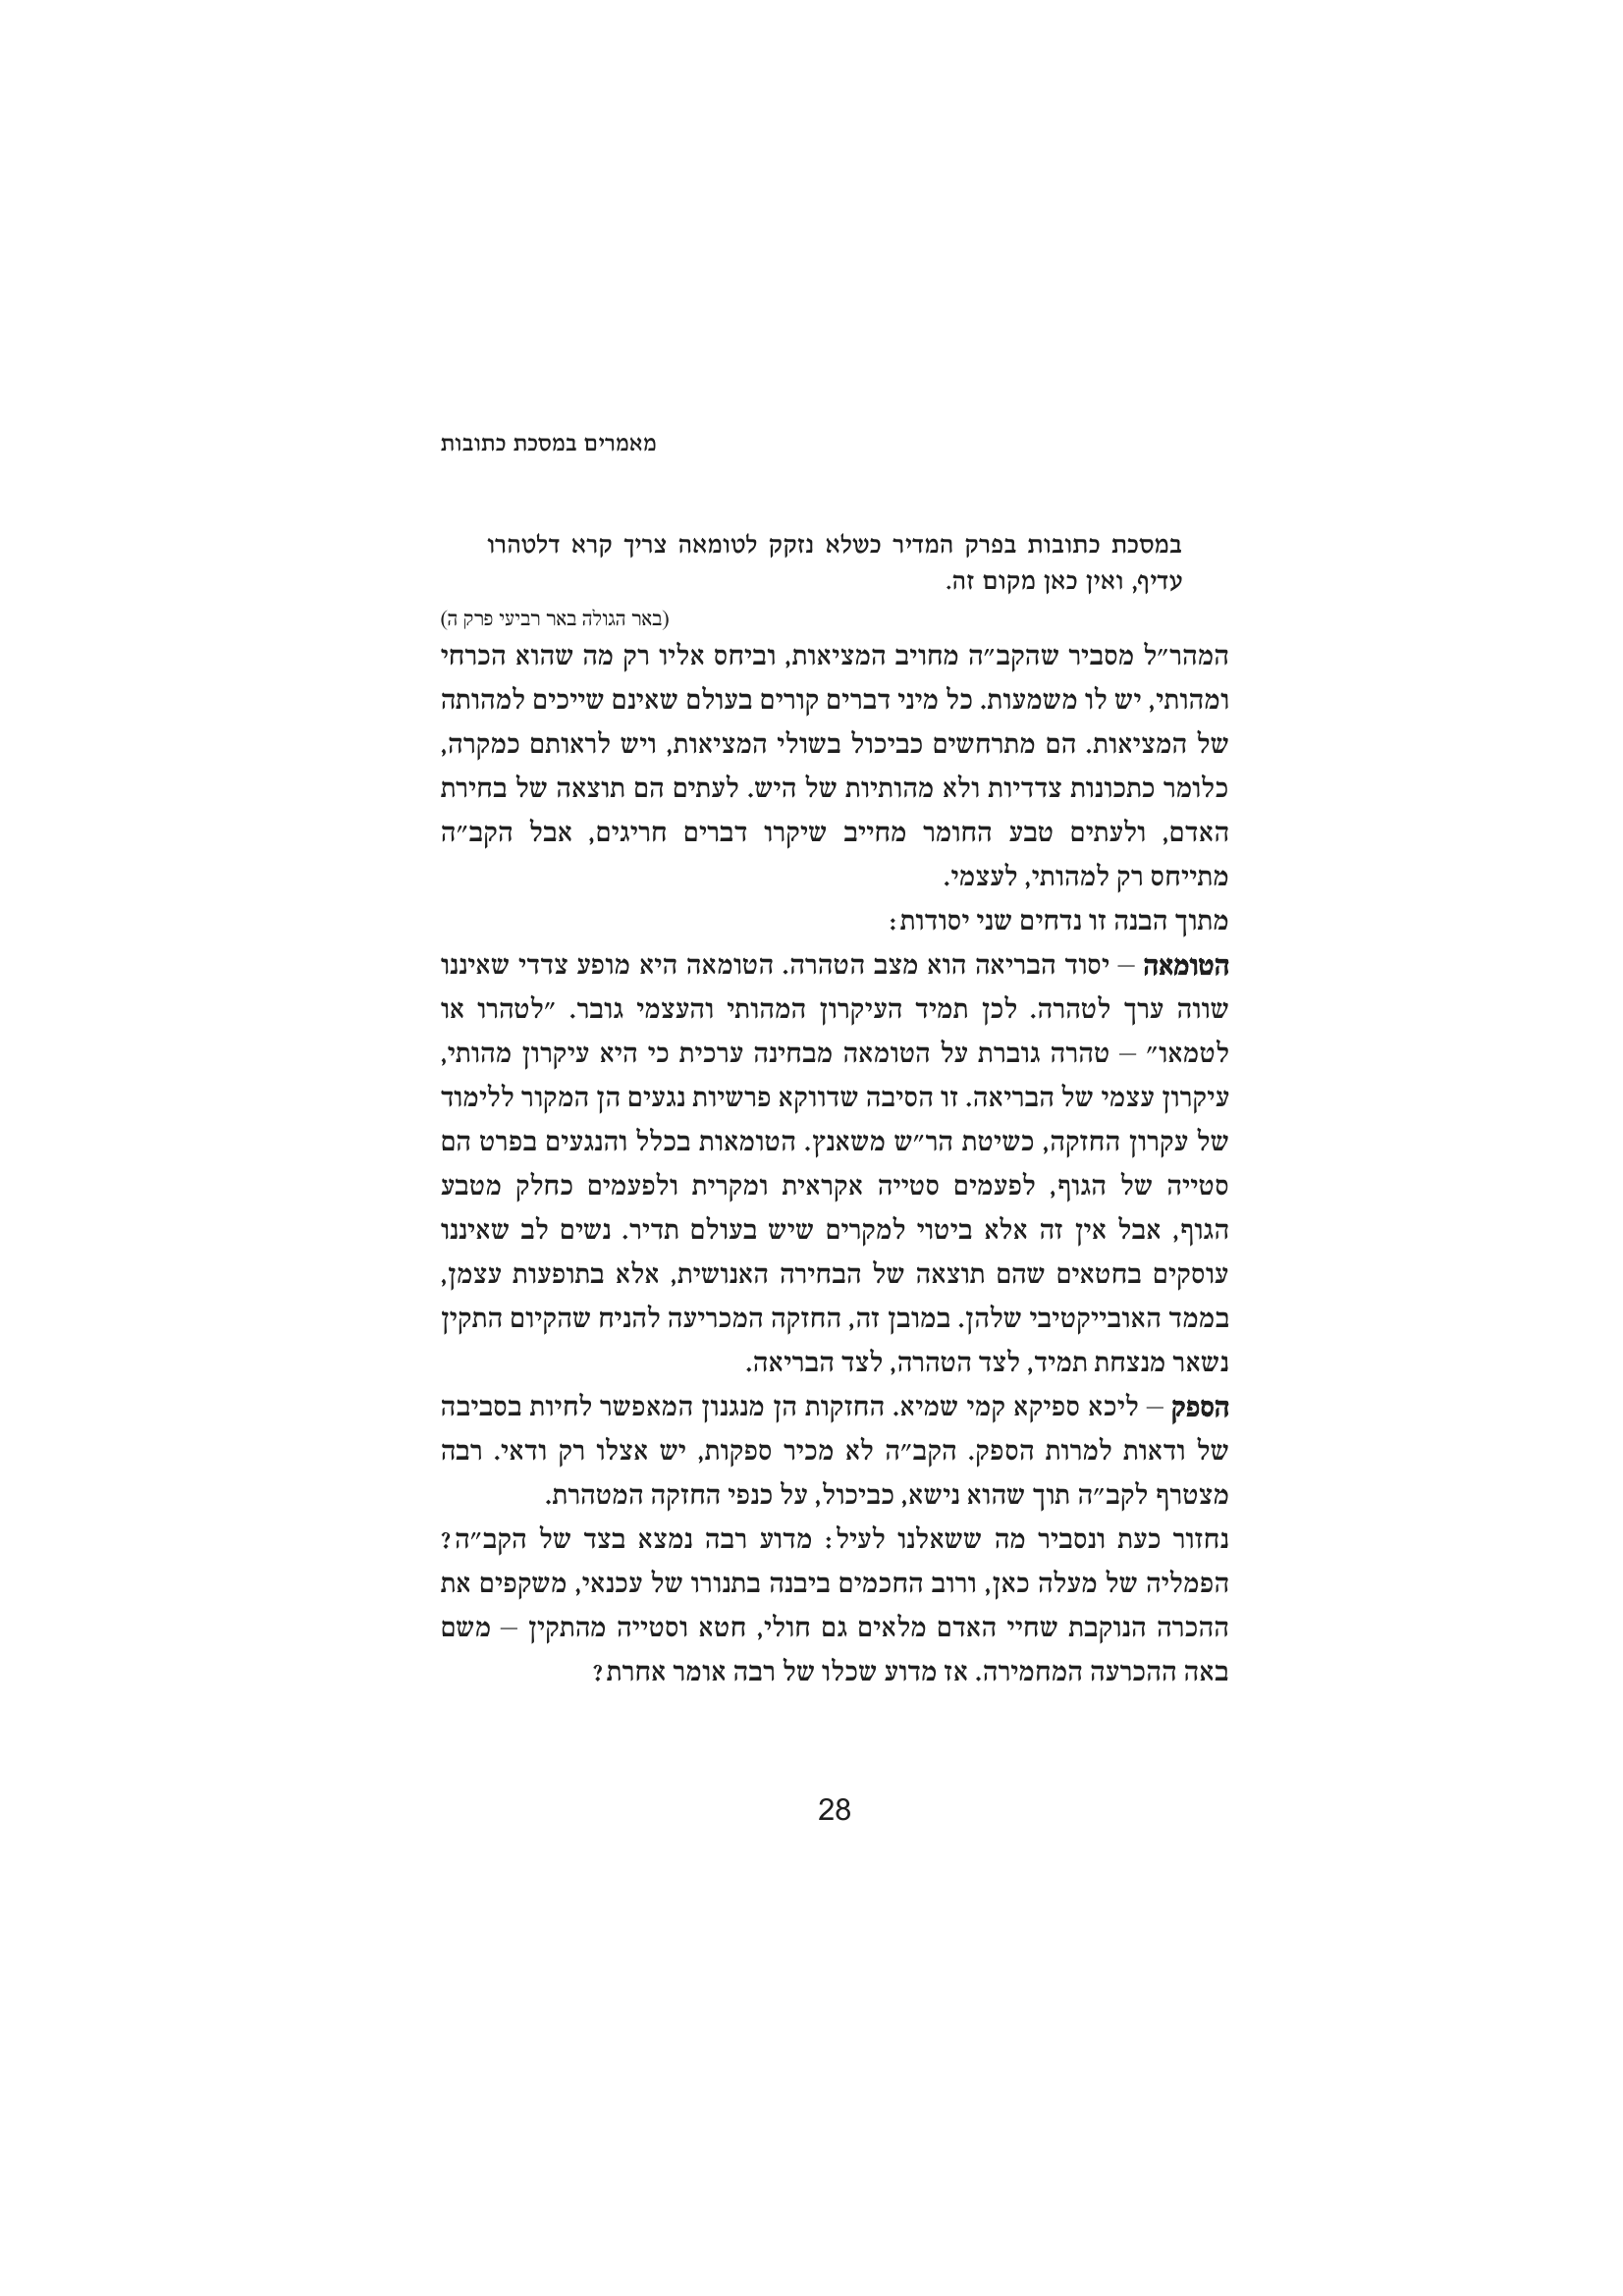 מאמרים במסכת כתובות
במסכת כתובות בפרק המדיר כשלא נזקק לטומאה צריך קרא דלטהרו
עדיף, ואין כאן מקום זה.
(באר הגולה באר רביעי פרק ה)
המהר״ל מסביר שהקב״ה מחויב המציאות, וביחס אליו רק מה שהוא הכרחי
ומהותי, יש לו משמעות. כל מיני דברים קורים בעולם שאינם שייכים למהותה
של המציאות. הם מתרחשים כביכול בשולי המציאות, ויש לראותם כמקרה,
כלומר כתכונות צדדיות ולא מהותיות של היש. לעתים הם תוצאה של בחירת
האדם, ולעתים טבע החומר מחייב שיקרו דברים חריגים, אבל הקב״ה
מתייחס רק למהותי, לעצמי.
מתוך הבנה זו נדחים שני יסודות:
הטומאה – יסוד הבריאה הוא מצב הטהרה. הטומאה היא מופע צדדי שאיננו
שווה ערך לטהרה. לכן תמיד העיקרון המהותי והעצמי גובר. ״לטהרו או
לטמאו״ – טהרה גוברת על הטומאה מבחינה ערכית כי היא עיקרון מהותי,
עיקרון עצמי של הבריאה. זו הסיבה שדווקא פרשיות נגעים הן המקור ללימוד
של עקרון החזקה, כשיטת הר״ש משאנץ. הטומאות בכלל והנגעים בפרט הם
סטייה של הגוף, לפעמים סטייה אקראית ומקרית ולפעמים כחלק מטבע
הגוף, אבל אין זה אלא ביטוי למקרים שיש בעולם תדיר. נשים לב שאיננו
עוסקים בחטאים שהם תוצאה של הבחירה האנושית, אלא בתופעות עצמן,
בממד האובייקטיבי שלהן. במובן זה, החזקה המכריעה להניח שהקיום התקין
נשאר מנצחת תמיד, לצד הטהרה, לצד הבריאה.
הספק – ליכא ספיקא קמי שמיא. החזקות הן מנגנון המאפשר לחיות בסביבה
של ודאות למרות הספק. הקב״ה לא מכיר ספקות, יש אצלו רק ודאי. רבה
מצטרף לקב״ה תוך שהוא נישא, כביכול, על כנפי החזקה המטהרת.
נחזור כעת ונסביר מה ששאלנו לעיל: מדוע רבה נמצא בצד של הקב״ה?
הפמליה של מעלה כאן, ורוב החכמים ביבנה בתנורו של עכנאי, משקפים את
ההכרה הנוקבת שחיי האדם מלאים גם חולי, חטא וסטייה מהתקין – משם
באה ההכרעה המחמירה. אז מדוע שכלו של רבה אומר אחרת?
28